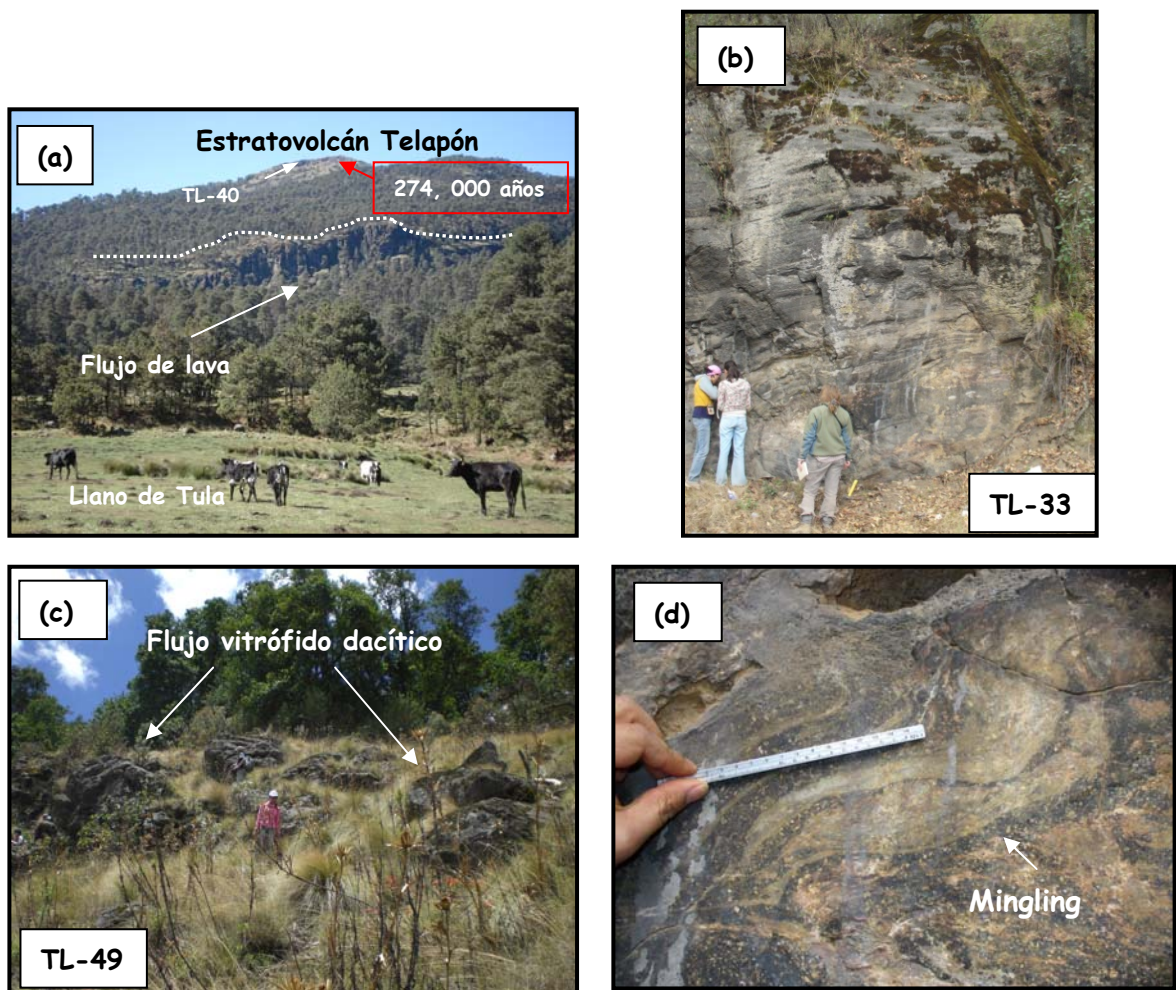 (a)
Estratovolcán Telapón
TL-40
274, 000 años
Flujo de lava
Llano de Tula
(b)
TL-33
(c)
Flujo vitrófido dacítico
TL-49
(d)
Mingling